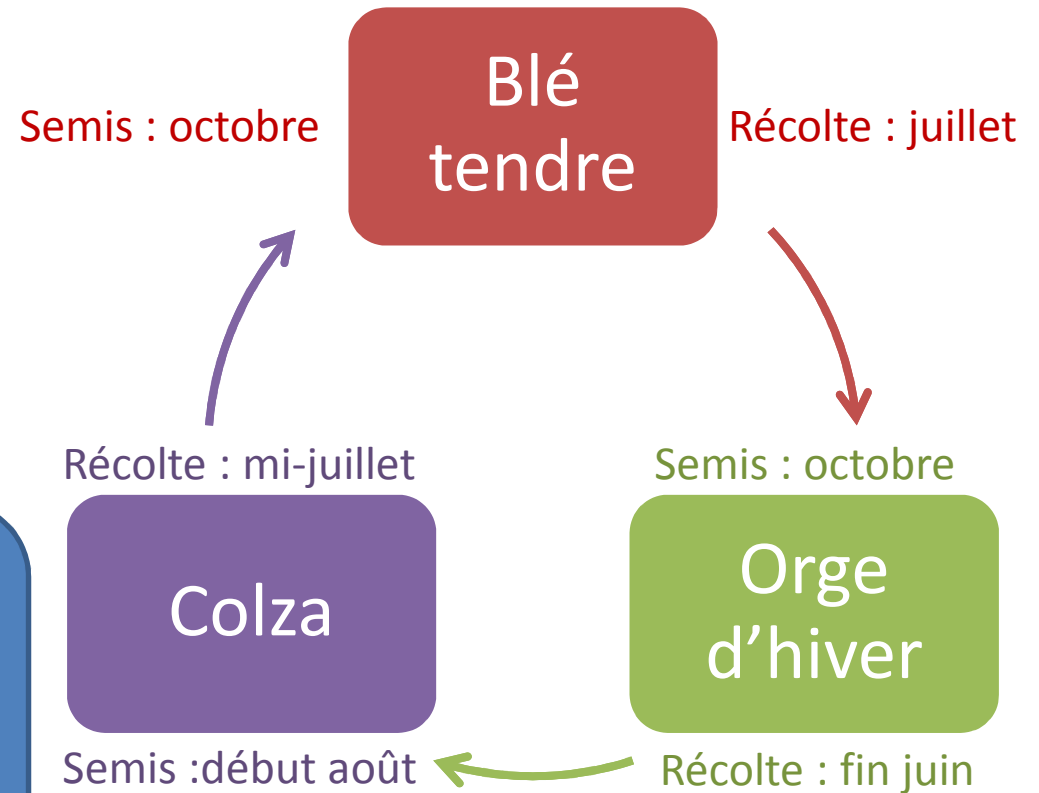 Blé
tendre
Semis : octobre
Récolte : juillet
Récolte : mi-juillet
Semis : octobre
Colza
Orge
d’hiver
Semis :début août
Récolte : fin juin